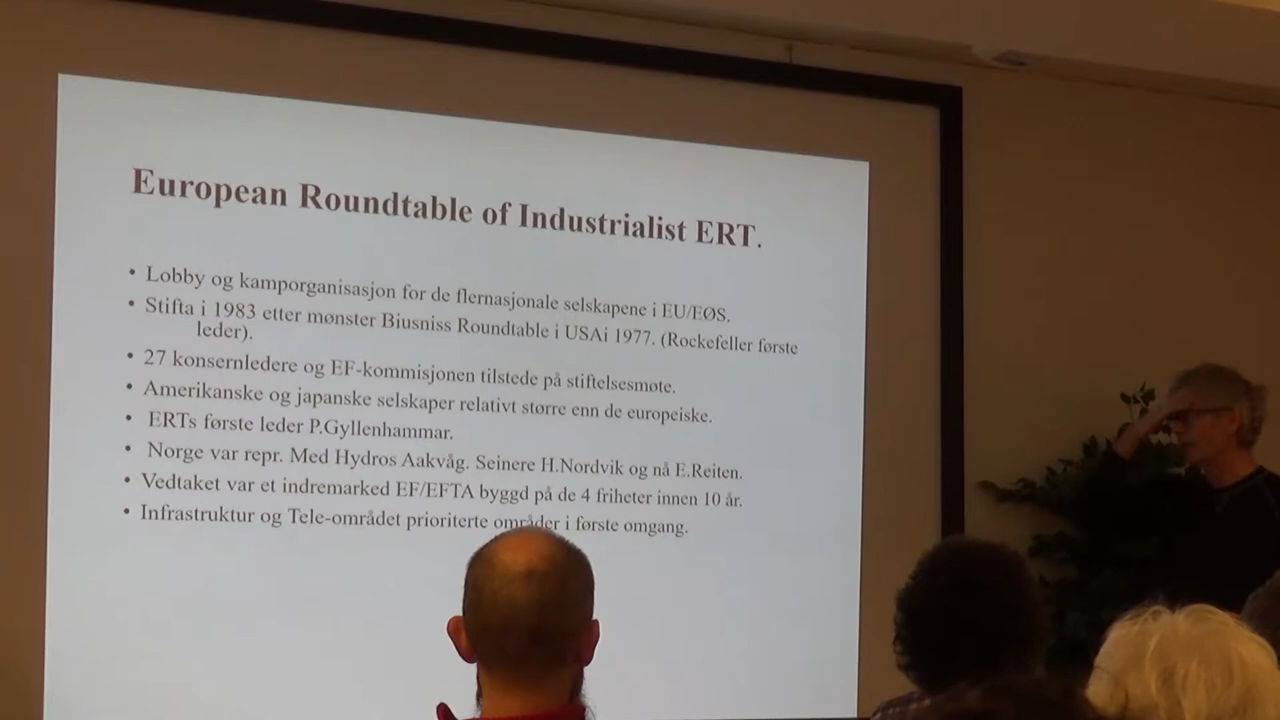 European Roundtable of Industrialist ERT.
• Lobby og kamporganisasjon for de flernasjonale selskapene i EU/EØS.
• Stifta i 1983 etter mønster Biusniss Roundtable i USAi 1977. (Rockefeller første
leder).
• 27 konsernledere og EF-kommisjonen tilstede på stiftelsesmøte.
• Amerikanske og japanske selskaper relativt større enn de europeiske.
• ERTs første leder P.Gyllenhammar.
• Norge var repr. Med Hydros Aakvåg. Seinere H.Nordvik og nå E.Reiten.
• Vedtaket var et indremarked EF/EFTA byggd på de 4 friheter innen 10 år.
• Infrastruktur og Tele-området prioriterte områder i første omgang.